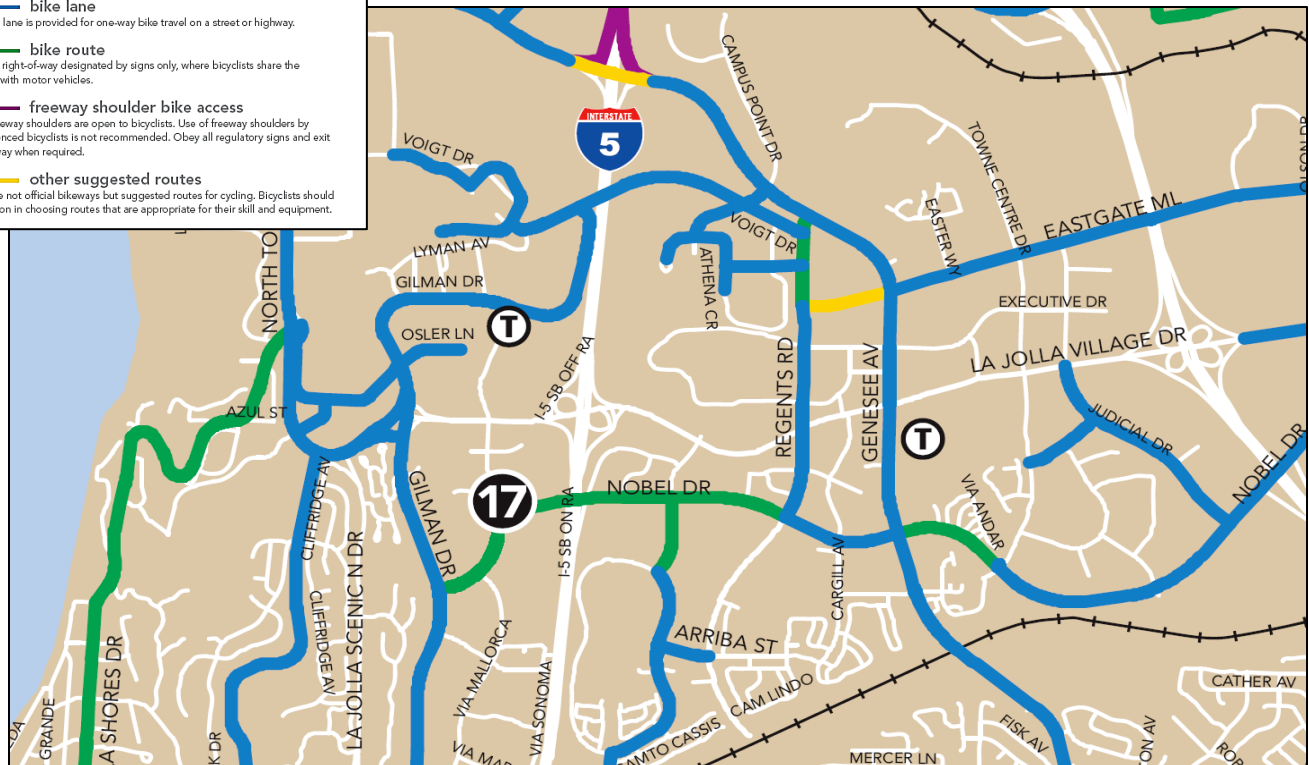 bike lane
lane is provided for one-way bike travel on a street or highway.
bike route
right-of-way designated by signs only, where bicyclists share the
with motor vehicles.
freeway shoulder bike access
eway shoulders are open to bicyclists. Use of freeway shoulders by
enced bicyclists is not recommended. Obey all regulatory signs and exit
way when required.
other suggested routes
e not official bikeways but suggested routes for cycling. Bicyclists should
on in choosing routes that are appropriate for their skill and equipment.
INTERSTATE
5
CAMPUS POINT DR
VOIGT DR
TOWNE CENTRE DR
EASTGATE ML
EASTER WY
LYMAN AV
VOIGT DR
ATHENA CR
NORTH TO
GILMAN DR
EXECUTIVE DR
T
OSLER LN
I-5 SB OFF RA
LA JOLLA VILLAGE DR
REGENTS RD
GENESEE AV
AZUL ST
T
JUDICIAL DR
NOBEL DR
CLIFFRIDGE AV
GILMAN DR
17
NOBEL DR
I-5 SB ON RA
VIA ANDAR
LA JOLLA SCENIC N DR
CARGILL AV
CLIFFRIDGE AV
ARRIBA ST
A SHORES DR
VIA MALLORCA
VIA SONOMA
CAM LINDO
AMTO CASSIS
CATHER AV
GRANDE
K DR
FISK AV
ON AV
MERCER LN
EDA